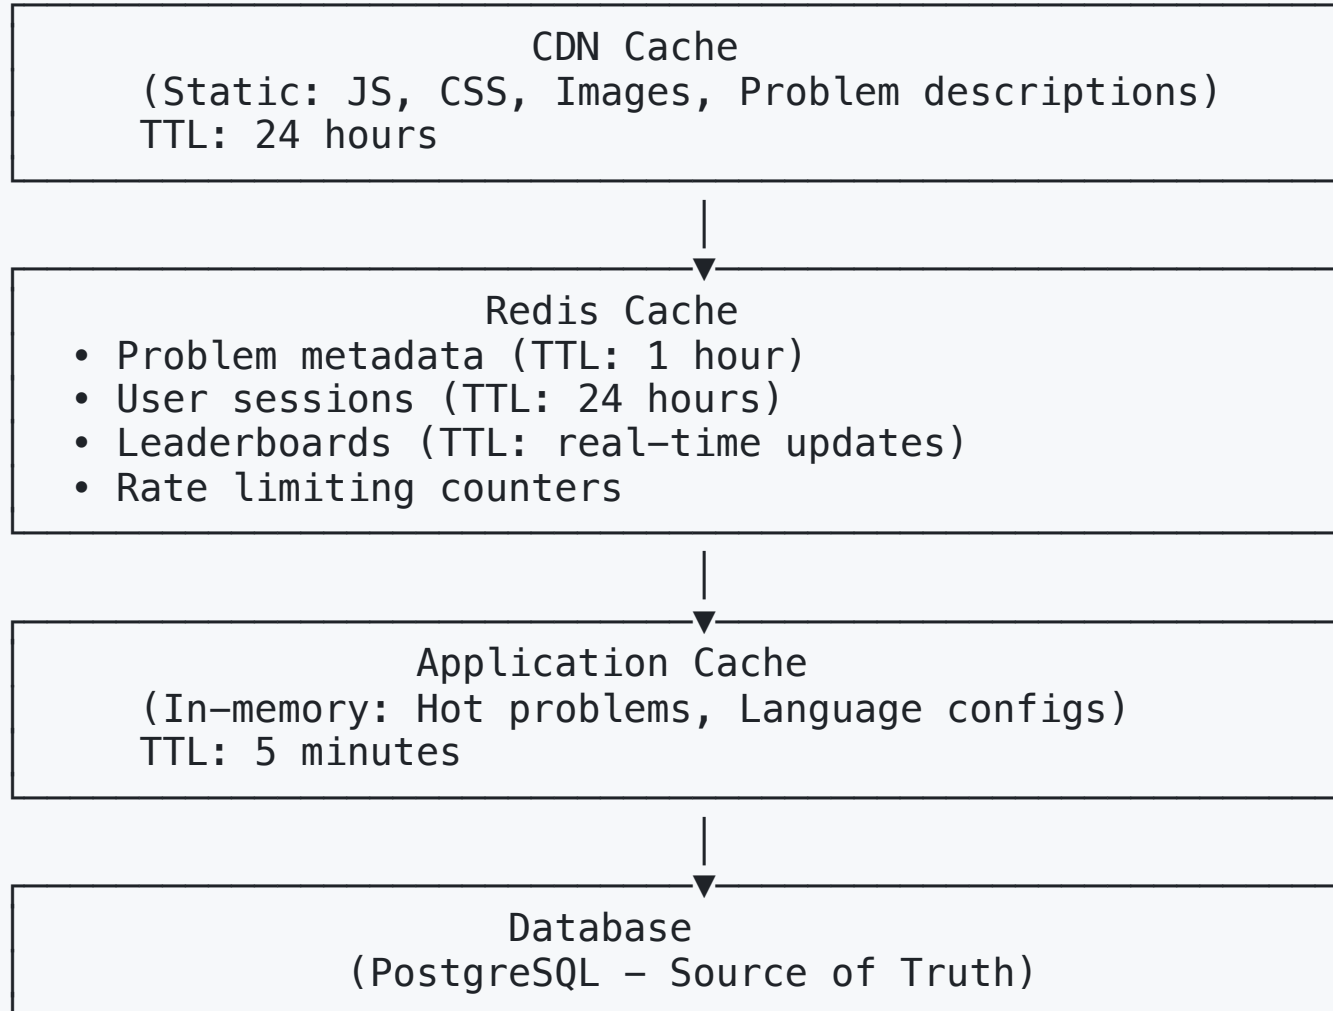 CDN Cache
(Static: JS, CSS, Images, Problem descriptions)
TTL: 24 hours
Redis Cache
• Problem metadata (TTL: 1 hour)
• User sessions (TTL: 24 hours)
• Leaderboards (TTL: real-time updates)
• Rate limiting counters
Application Cache
(In-memory: Hot problems, Language configs)
TTL: 5 minutes
Database
(PostgreSQL - Source of Truth)